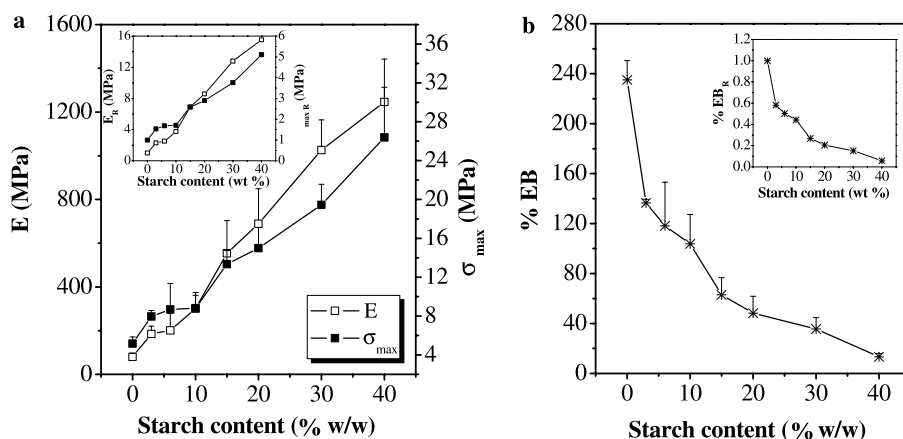 a
1600
1200
800
400
0
E (MPa)
16
12
8
4
0
E_R (MPa)
6
5
4
3
2
1
0
max R (MPa)
0 10 20 30 40
Starch content (wt %)
36
32
28
24
20
16
12
8
4
σ_max (MPa)
E
σ_max
0 10 20 30 40
Starch content (% w/w)
b
280
240
200
160
120
80
40
0
% EB
1.2
1.0
0.8
0.6
0.4
0.2
0.0
% EB_R
0 10 20 30 40
Starch content (wt %)
0 10 20 30 40
Starch content (% w/w)